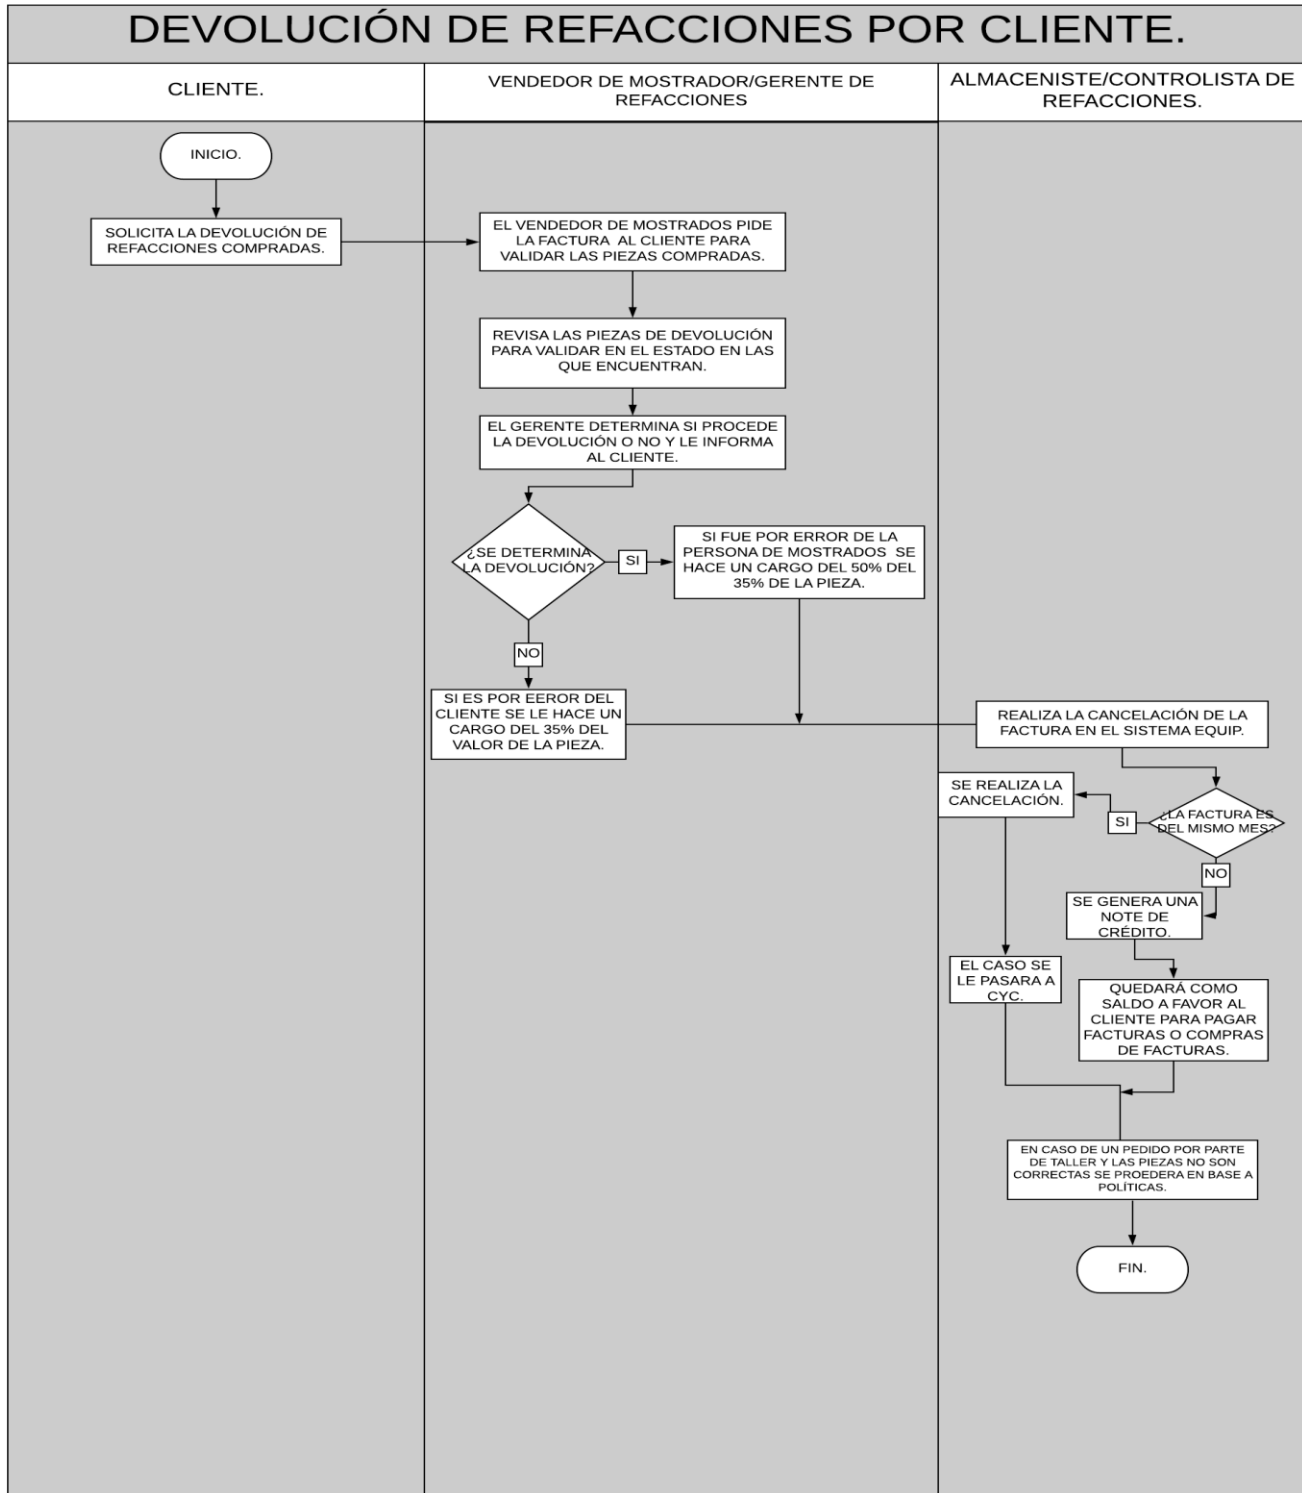 DEVOLUCIÓN DE REFACCIONES POR CLIENTE.
CLIENTE.
VENDEDOR DE MOSTRADOR/GERENTE DE
REFACCIONES
ALMACENISTE/CONTROLISTA DE
REFACCIONES.
INICIO.
SOLICITA LA DEVOLUCIÓN DE
REFACCIONES COMPRADAS.
EL VENDEDOR DE MOSTRADOS PIDE
LA FACTURA AL CLIENTE PARA
VALIDAR LAS PIEZAS COMPRADAS.
REVISA LAS PIEZAS DE DEVOLUCIÓN
PARA VALIDAR EN EL ESTADO EN LAS
QUE ENCUENTRAN.
EL GERENTE DETERMINA SI PROCEDE
LA DEVOLUCIÓN O NO Y LE INFORMA
AL CLIENTE.
¿SE DETERMINA
LA DEVOLUCIÓN?
SI
SI FUE POR ERROR DE LA
PERSONA DE MOSTRADOS SE
HACE UN CARGO DEL 50% DEL
35% DE LA PIEZA.
NO
SI ES POR EEROR DEL
CLIENTE SE LE HACE UN
CARGO DEL 35% DEL
VALOR DE LA PIEZA.
REALIZA LA CANCELACIÓN DE LA
FACTURA EN EL SISTEMA EQUIP.
¿LA FACTURA ES
DEL MISMO MES?
SI
SE REALIZA LA
CANCELACIÓN.
NO
SE GENERA UNA
NOTE DE
CRÉDITO.
EL CASO SE
LE PASARA A
CYC.
QUEDARÁ COMO
SALDO A FAVOR AL
CLIENTE PARA PAGAR
FACTURAS O COMPRAS
DE FACTURAS.
EN CASO DE UN PEDIDO POR PARTE
DE TALLER Y LAS PIEZAS NO SON
CORRECTAS SE PROEDERA EN BASE A
POLÍTICAS.
FIN.